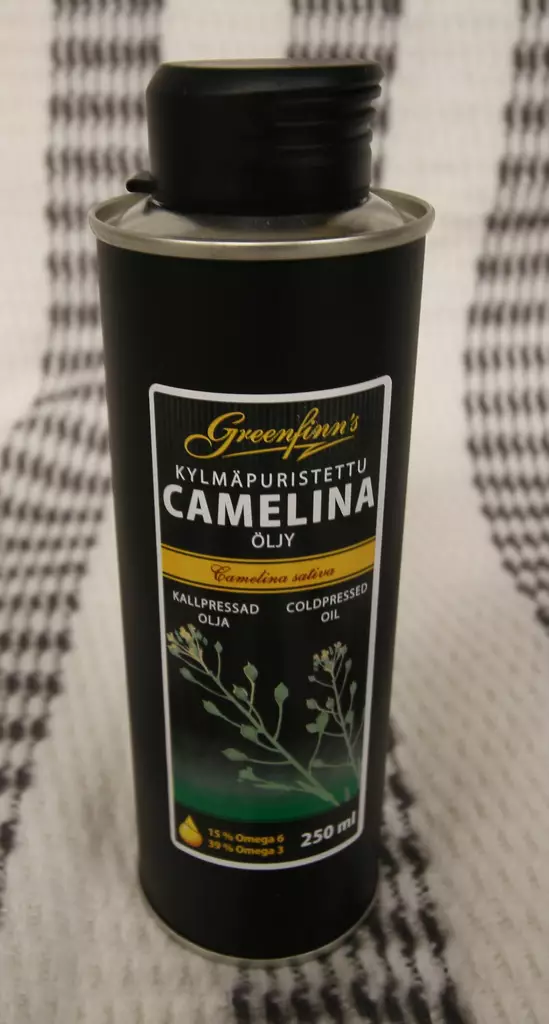 Greenfinn's
KYLMÄPURISTETTU
CAMELINA
ÖLJY
Camelina sativa
KALLPRESSAD
OLJA
COLDPRESSED
OIL
15 % Omega 6
39 % Omega 3
250 ml